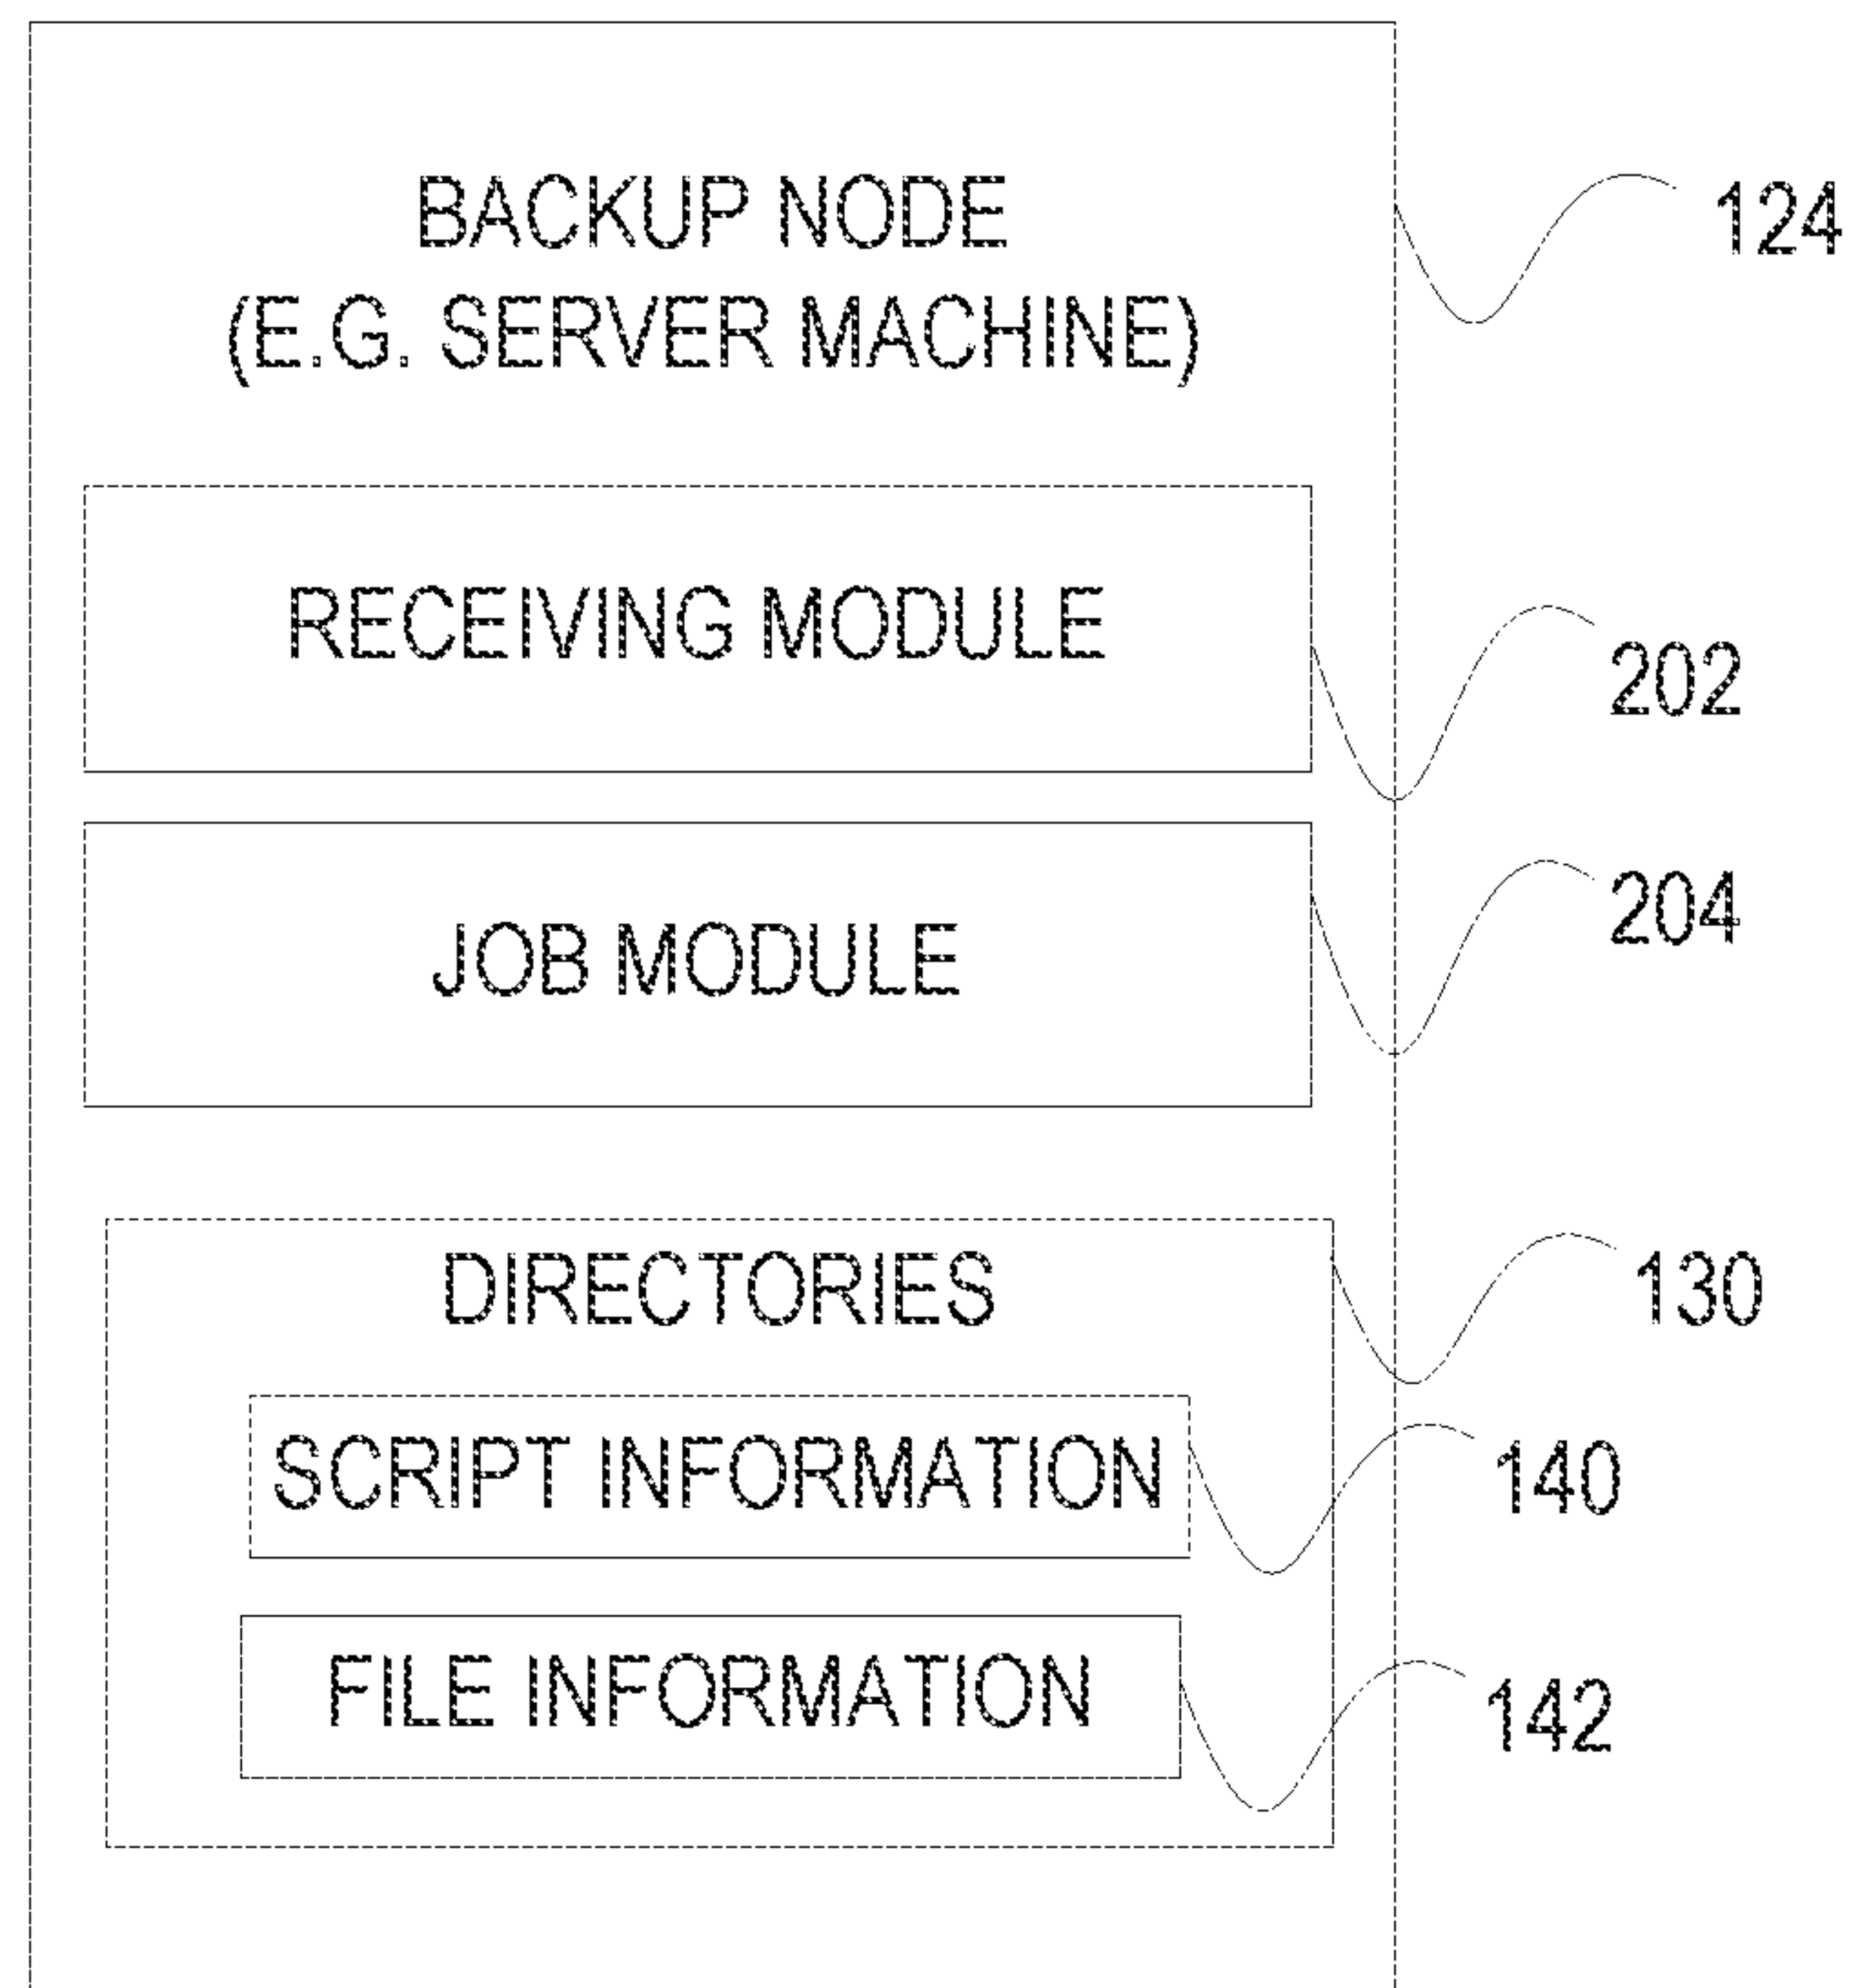 BACKUP NODE
124
(E.G. SERVER MACHINE)
RECEIVING MODULE
202
204
JOB MODULE
DIRECTORIES
130
SCRIPT INFORMATION
140
FILE INFORMATION
142